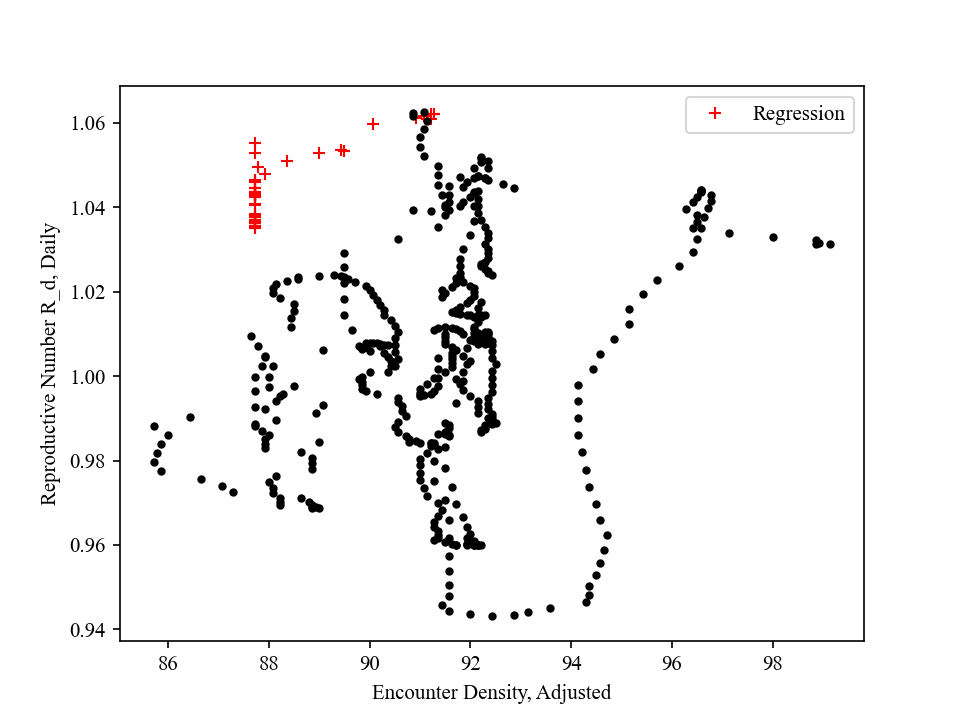 Regression
1.06
1.04
1.02
1.00
0.98
0.96
0.94
Reproductive Number R_d, Daily
86 88 90 92 94 96 98
Encounter Density, Adjusted